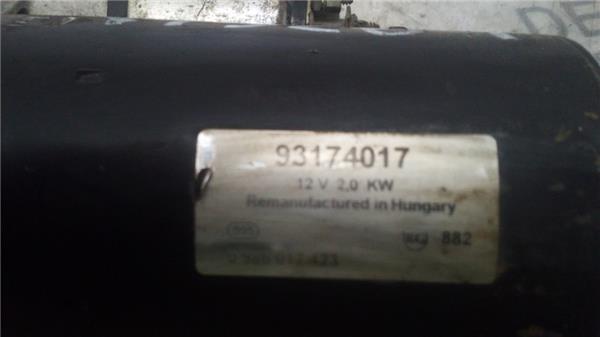 93174017
12 V 2,0 KW
Remanufactured in Hungary
882